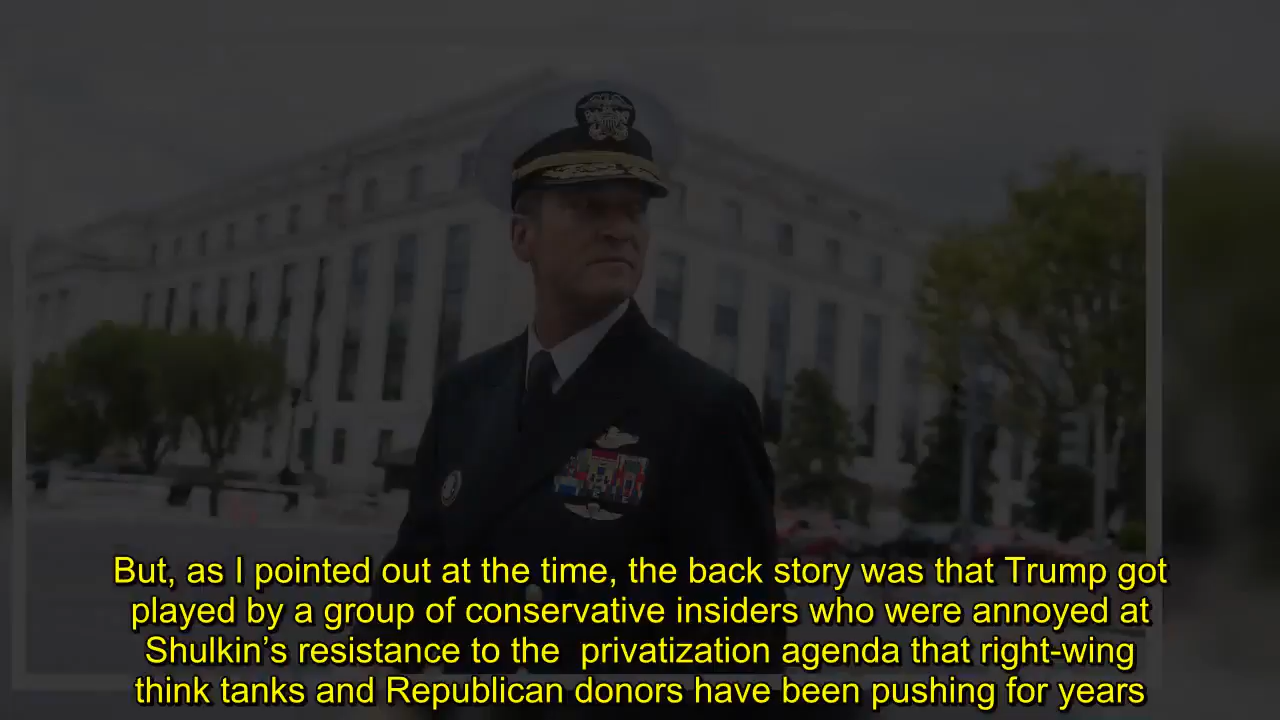 But, as I pointed out at the time, the back story was that Trump got
played by a group of conservative insiders who were annoyed at
Shulkin’s resistance to the  privatization agenda that right-wing
think tanks and Republican donors have been pushing for years